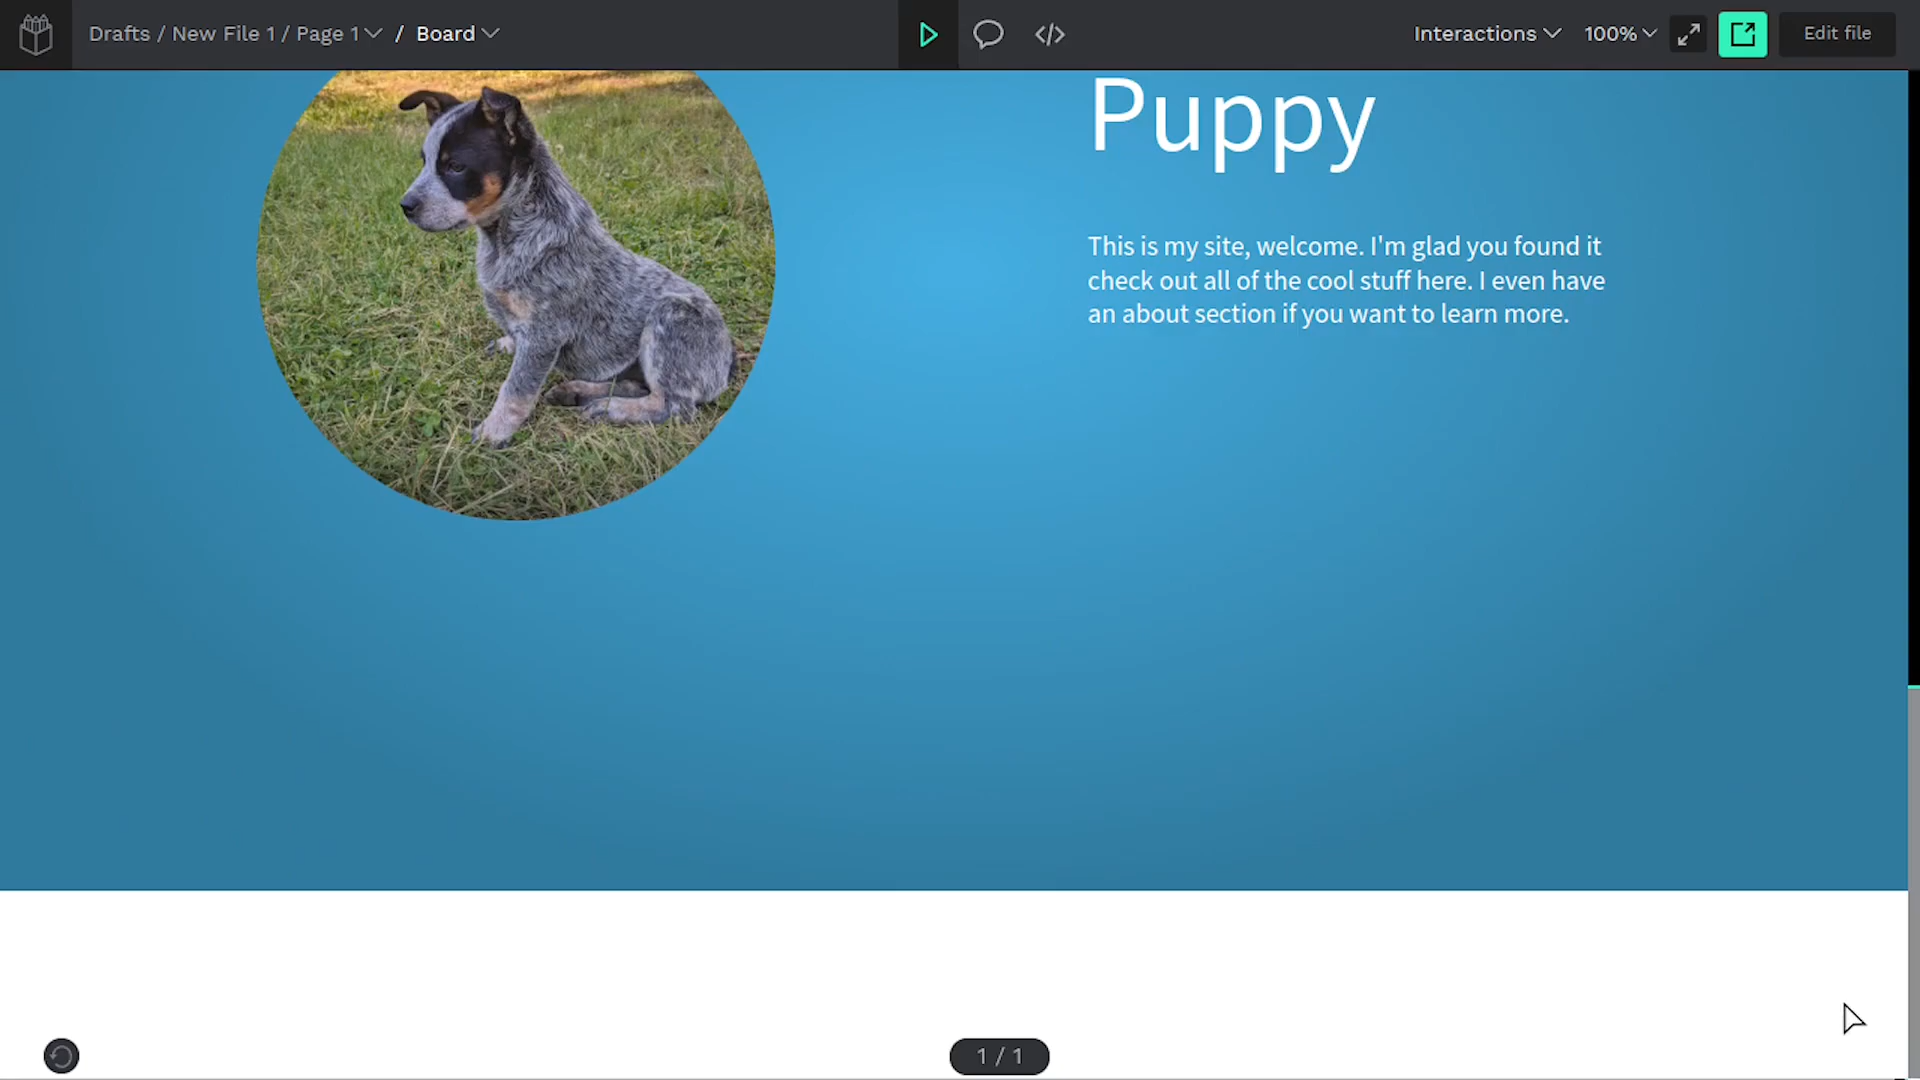 Drafts / New File 1 / Page 1 / Board
Interactions
100%
Edit file
Puppy
This is my site, welcome. I'm glad you found it
check out all of the cool stuff here. I even have
an about section if you want to learn more.
1 / 1